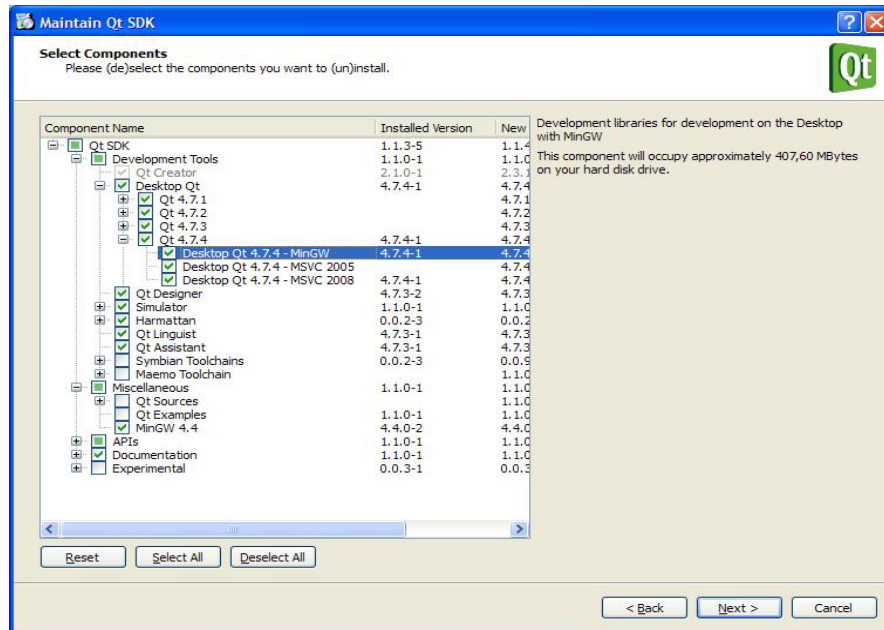 Maintain Qt SDK
Select Components
Please (de)select the components you want to (un)install.
Qt
Component Name Installed Version New
Qt SDK 1.1.3-5 1.1.4
Development Tools 1.1.0-1 1.1.0
Qt Creator 2.1.0-1 2.3.1
Desktop Qt 4.7.4-1 4.7.4
Qt 4.7.1 4.7.1
Qt 4.7.2 4.7.2
Qt 4.7.3 4.7.3
Qt 4.7.4 4.7.4-1 4.7.4
Desktop Qt 4.7.4 - MinGW 4.7.4-1 4.7.4
Desktop Qt 4.7.4 - MSVC 2005 4.7.4
Desktop Qt 4.7.4 - MSVC 2008 4.7.4-1 4.7.4
Qt Designer 4.7.3-2 4.7.3
Simulator 1.1.0-1 1.1.0
Harmattan 0.0.2-3 0.0.2
Qt Linguist 4.7.3-1 4.7.3
Qt Assistant 4.7.3-1 4.7.3
Symbian Toolchains 0.0.2-3 0.0.9
Maemo Toolchain 1.1.0
Miscellaneous 1.1.0-1 1.1.0
Qt Sources 1.1.0
Qt Examples 1.1.0-1 1.1.0
MinGW 4.4 4.4.0-2 4.4.0
APIs 1.1.0-1 1.1.0
Documentation 1.1.0-1 1.1.0
Experimental 0.0.3-1 0.0.3
Development libraries for development on the Desktop
with MinGW
This component will occupy approximately 407,60 MBytes
on your hard disk drive.
Reset Select All Deselect All
< Back Next > Cancel